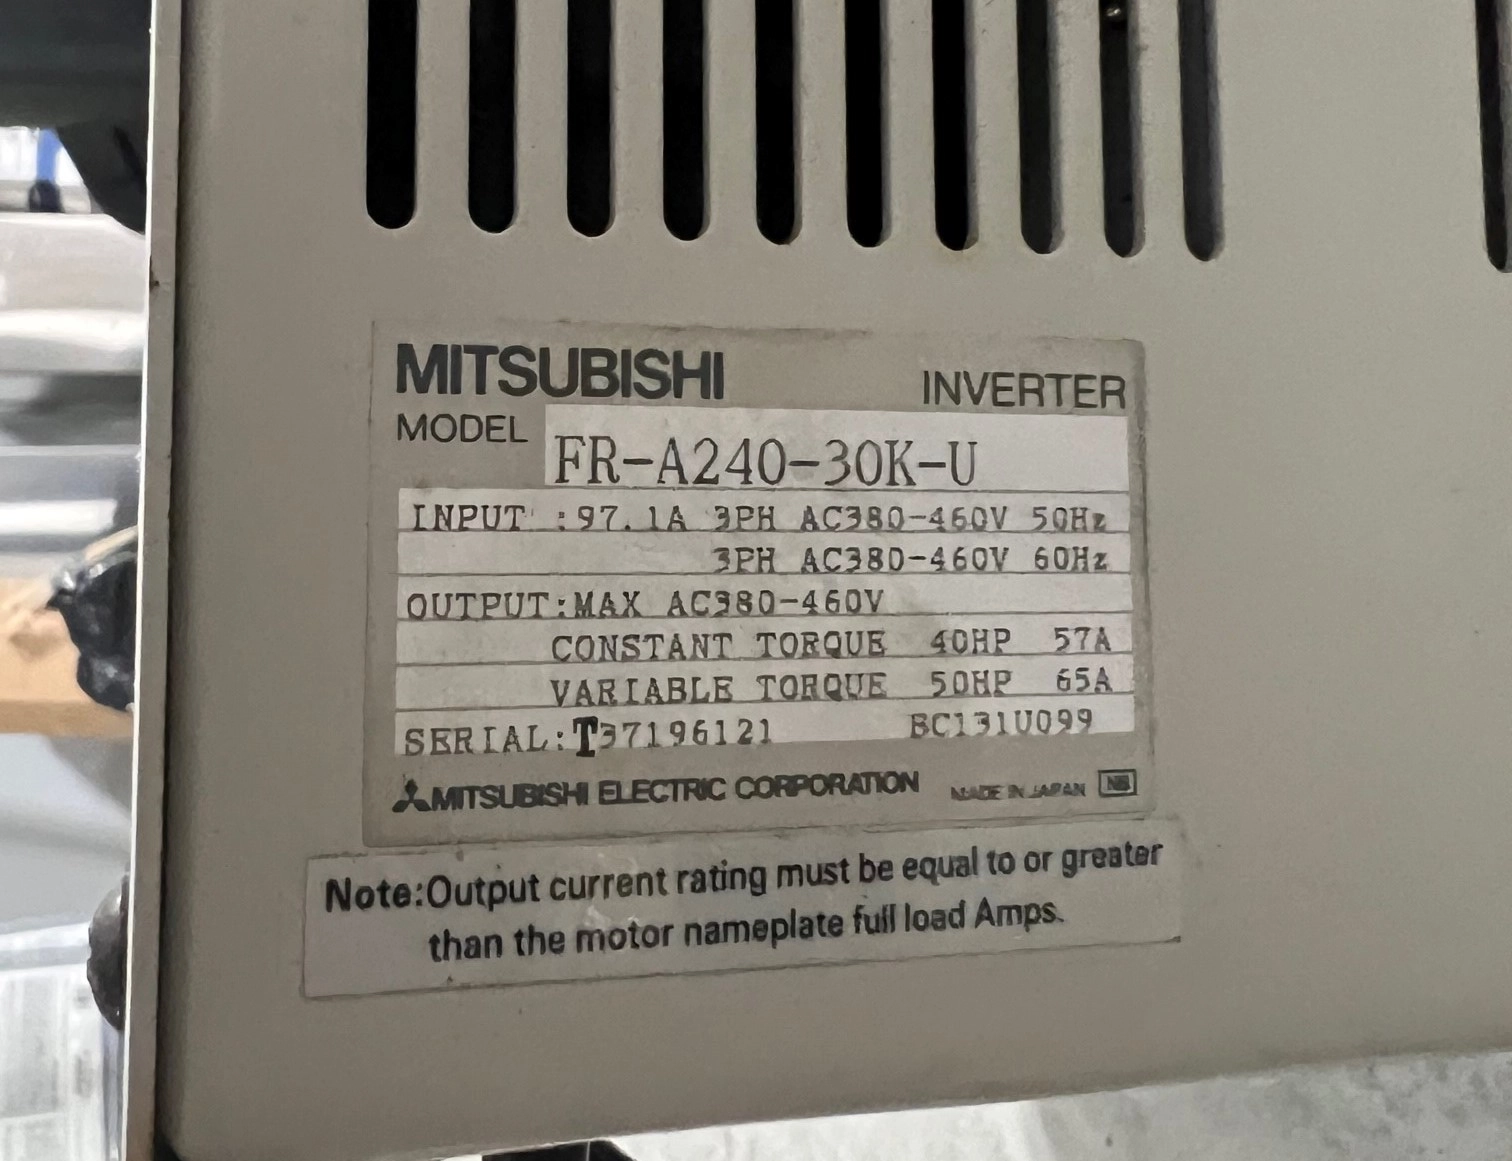 MITSUBISHI INVERTER
MODEL FR-A240-30K-U
INPUT :97.1A 3PH AC380-460V 50Hz
3PH AC380-460V 60Hz
OUTPUT:MAX AC380-460V
CONSTANT TORQUE 40HP 57A
VARIABLE TORQUE 50HP 65A
SERIAL:T37196121 BC131U099
MITSUBISHI ELECTRIC CORPORATION MADE IN JAPAN
Note:Output current rating must be equal to or greater
than the motor nameplate full load Amps.